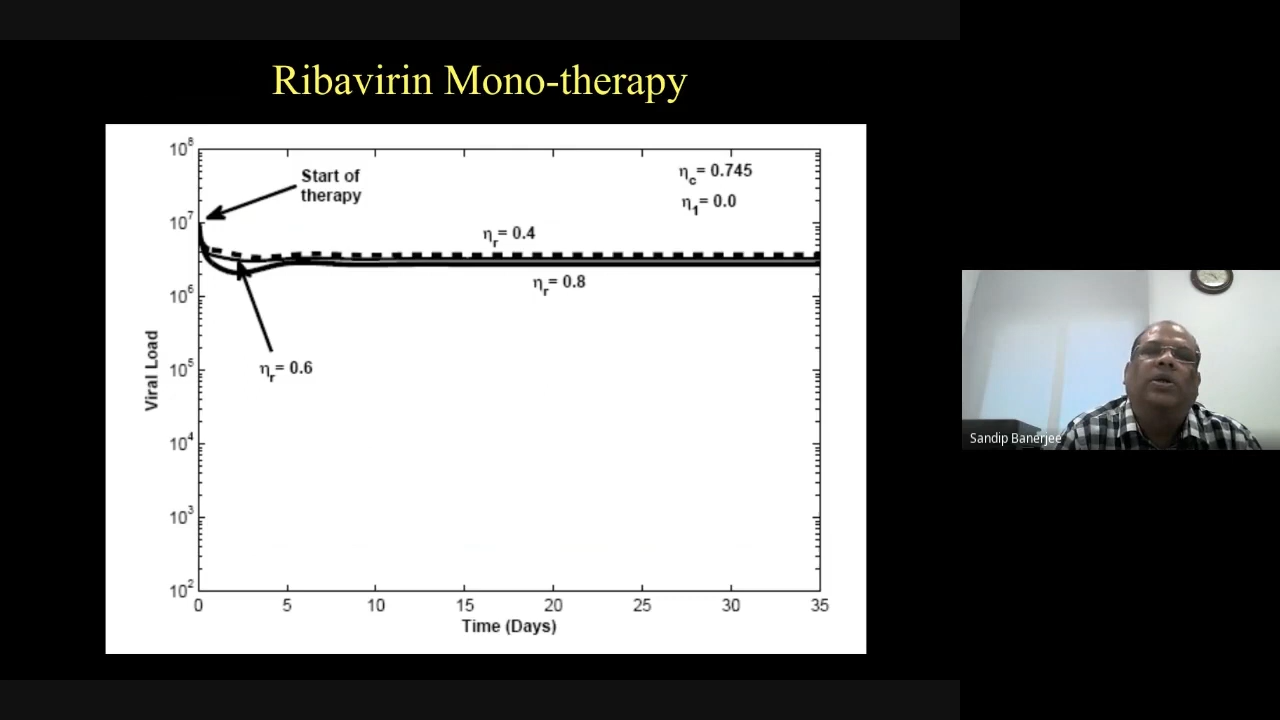 Ribavirin Mono-therapy
10^8
Start of
therapy
η_c= 0.745
η_1= 0.0
10^7
η_r= 0.4
η_r= 0.8
10^6
η_r= 0.6
10^5
Viral Load
10^4
10^3
10^2
0 5 10 15 20 25 30 35
Time (Days)
Sandip Banerjee